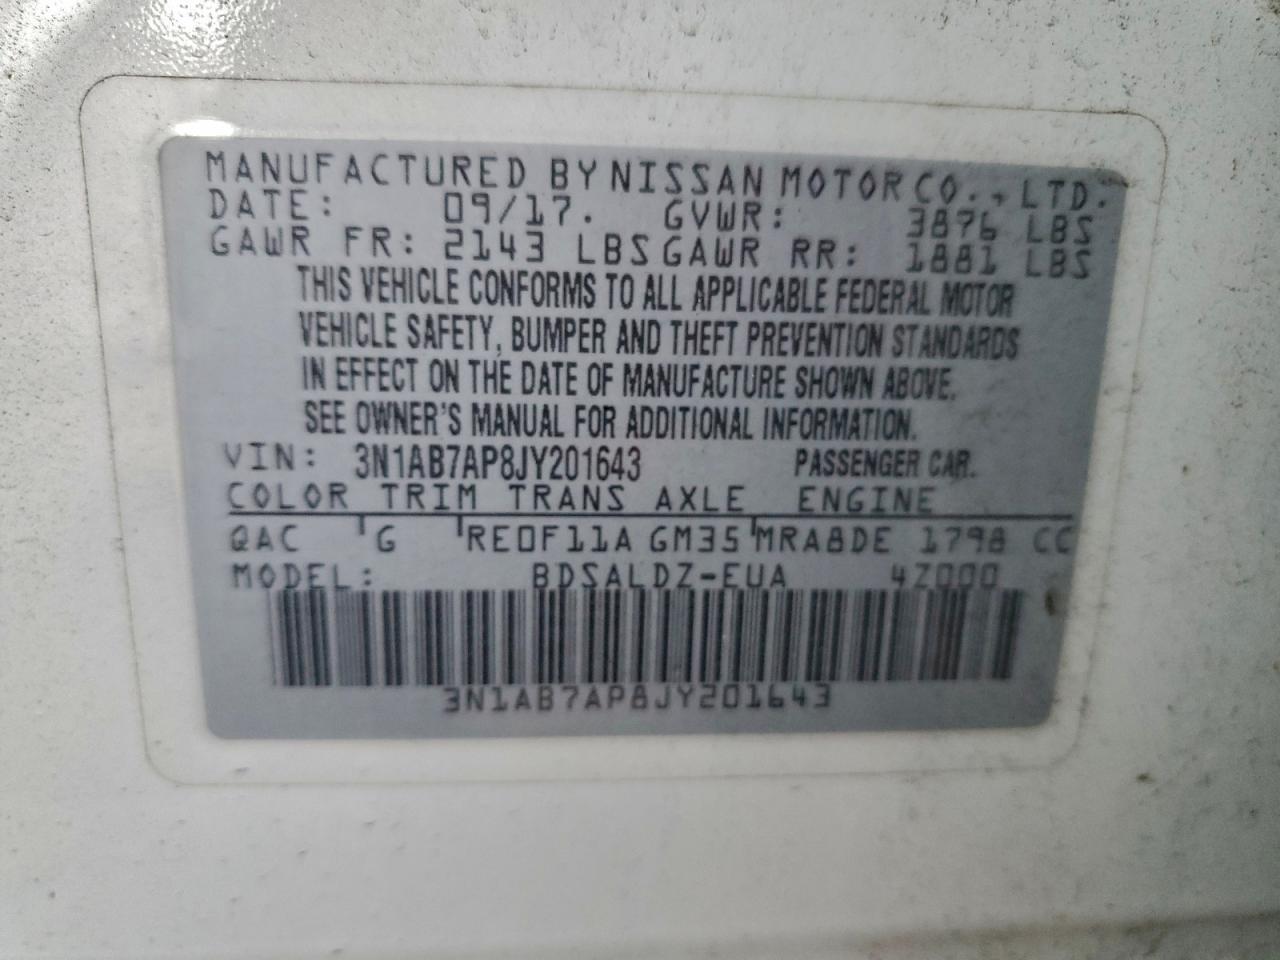 MANUFACTURED BY NISSAN MOTOR CO., LTD.
DATE: 09/17. GVWR: 3876 LBS
GAWR FR: 2143 LBS GAWR RR: 1881 LBS
THIS VEHICLE CONFORMS TO ALL APPLICABLE FEDERAL MOTOR
VEHICLE SAFETY, BUMPER AND THEFT PREVENTION STANDARDS
IN EFFECT ON THE DATE OF MANUFACTURE SHOWN ABOVE.
SEE OWNER'S MANUAL FOR ADDITIONAL INFORMATION.
VIN: 3N1AB7AP8JY201643 PASSENGER CAR.
COLOR TRIM TRANS AXLE ENGINE
QAC G RE0F11A GM35 MRA8DE 1798 CC
MODEL: BDSALDZ-EUA 4Z000
3N1AB7AP8JY201643